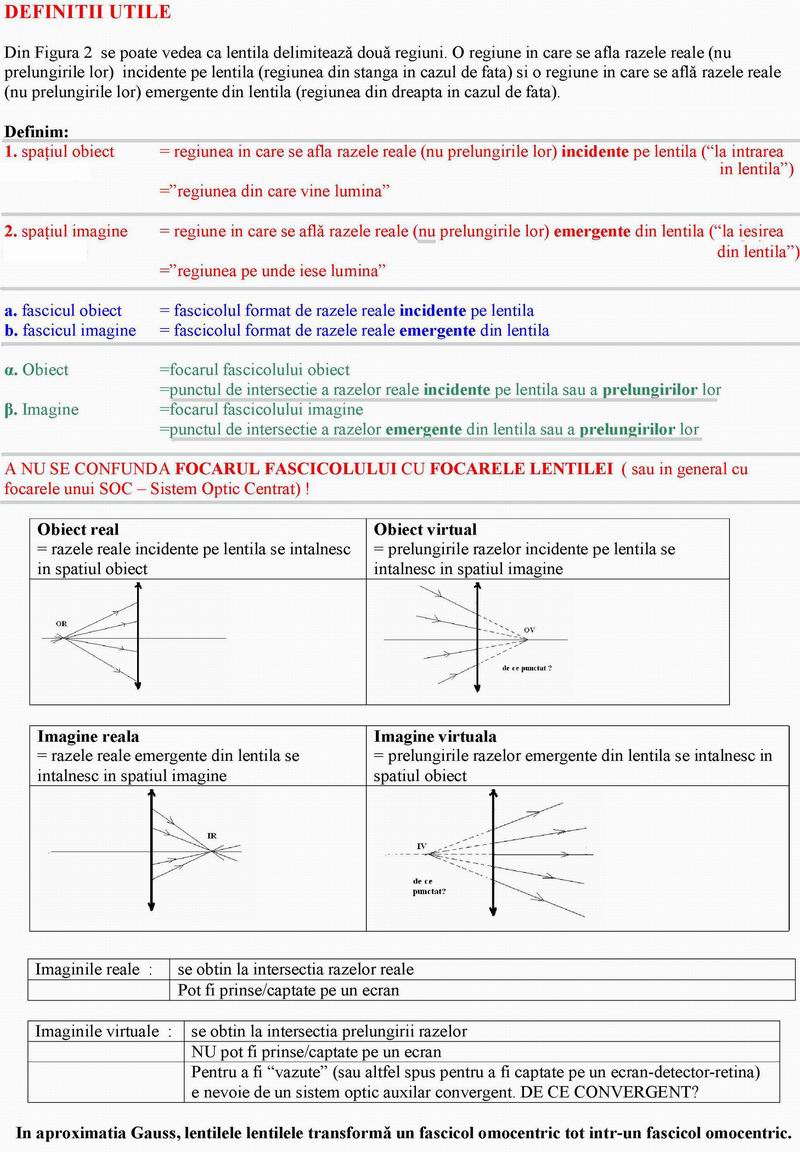 DEFINITII UTILE
Din Figura 2 se poate vedea ca lentila delimitează două regiuni. O regiune in care se afla razele reale (nu
prelungirile lor) incidente pe lentila (regiunea din stanga in cazul de fata) si o regiune in care se află razele reale
(nu prelungirile lor) emergente din lentila (regiunea din dreapta in cazul de fata).
Definim:
1. spațiul obiect = regiunea in care se afla razele reale (nu prelungirile lor) incidente pe lentila (“la intrarea
in lentila”)
=”regiunea din care vine lumina”
2. spațiul imagine = regiune in care se află razele reale (nu prelungirile lor) emergente din lentila (“la iesirea
din lentila”)
=”regiunea pe unde iese lumina”
a. fascicul obiect = fascicolul format de razele reale incidente pe lentila
b. fascicul imagine = fascicolul format de razele reale emergente din lentila
α. Obiect =focarul fascicolului obiect
=punctul de intersectie a razelor reale incidente pe lentila sau a prelungirilor lor
β. Imagine =focarul fascicolului imagine
=punctul de intersectie a razelor emergente din lentila sau a prelungirilor lor
A NU SE CONFUNDA FOCARUL FASCICOLULUI CU FOCARELE LENTILEI ( sau in general cu
focarele unui SOC – Sistem Optic Centrat) !
Obiect real
= razele reale incidente pe lentila se intalnesc
in spatiul obiect
Obiect virtual
= prelungirile razelor incidente pe lentila se
intalnesc in spatiul imagine
OR
OV
de ce punctat ?
Imagine reala
= razele reale emergente din lentila se
intalnesc in spatiul imagine
Imagine virtuala
= prelungirile razelor emergente din lentila se intalnesc in
spatiul obiect
IR
IV
de ce
punctat?
Imaginile reale : se obtin la intersectia razelor reale
Pot fi prinse/captate pe un ecran
Imaginile virtuale : se obtin la intersectia prelungirii razelor
NU pot fi prinse/captate pe un ecran
Pentru a fi “vazute” (sau altfel spus pentru a fi captate pe un ecran-detector-retina)
e nevoie de un sistem optic auxilar convergent. DE CE CONVERGENT?
In aproximatia Gauss, lentilele lentilele transformă un fascicol omocentric tot intr-un fascicol omocentric.